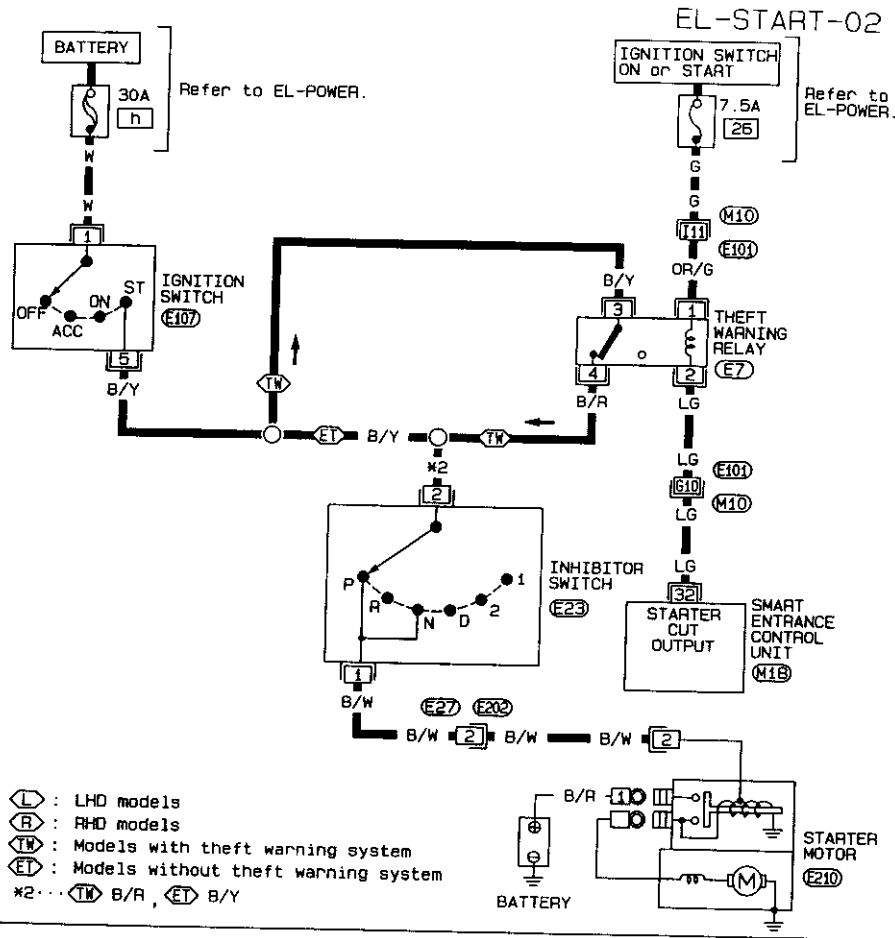 EL-START-02
BATTERY
30A
h
Refer to EL-POWER.
IGNITION SWITCH
ON or START
7.5A
26
Refer to
EL-POWER.
W
W
1
OFF
ACC
ON
ST
5
IGNITION
SWITCH
E107
B/Y
G
G
I11
M10
E101
OR/G
B/Y
3
1
4
2
THEFT
WARNING
RELAY
E7
B/R
LG
TW
ET
B/Y
TW
*2
2
LG
G10
E101
M10
LG
LG
32
STARTER
CUT
OUTPUT
SMART
ENTRANCE
CONTROL
UNIT
M18
P
R
N
D
2
1
INHIBITOR
SWITCH
E23
1
B/W
E27
E202
B/W
2
B/W
B/W
2
B/R
1
BATTERY
M
STARTER
MOTOR
E210
L : LHD models
R : RHD models
TW : Models with theft warning system
ET : Models without theft warning system
*2··· TW B/R , ET B/Y